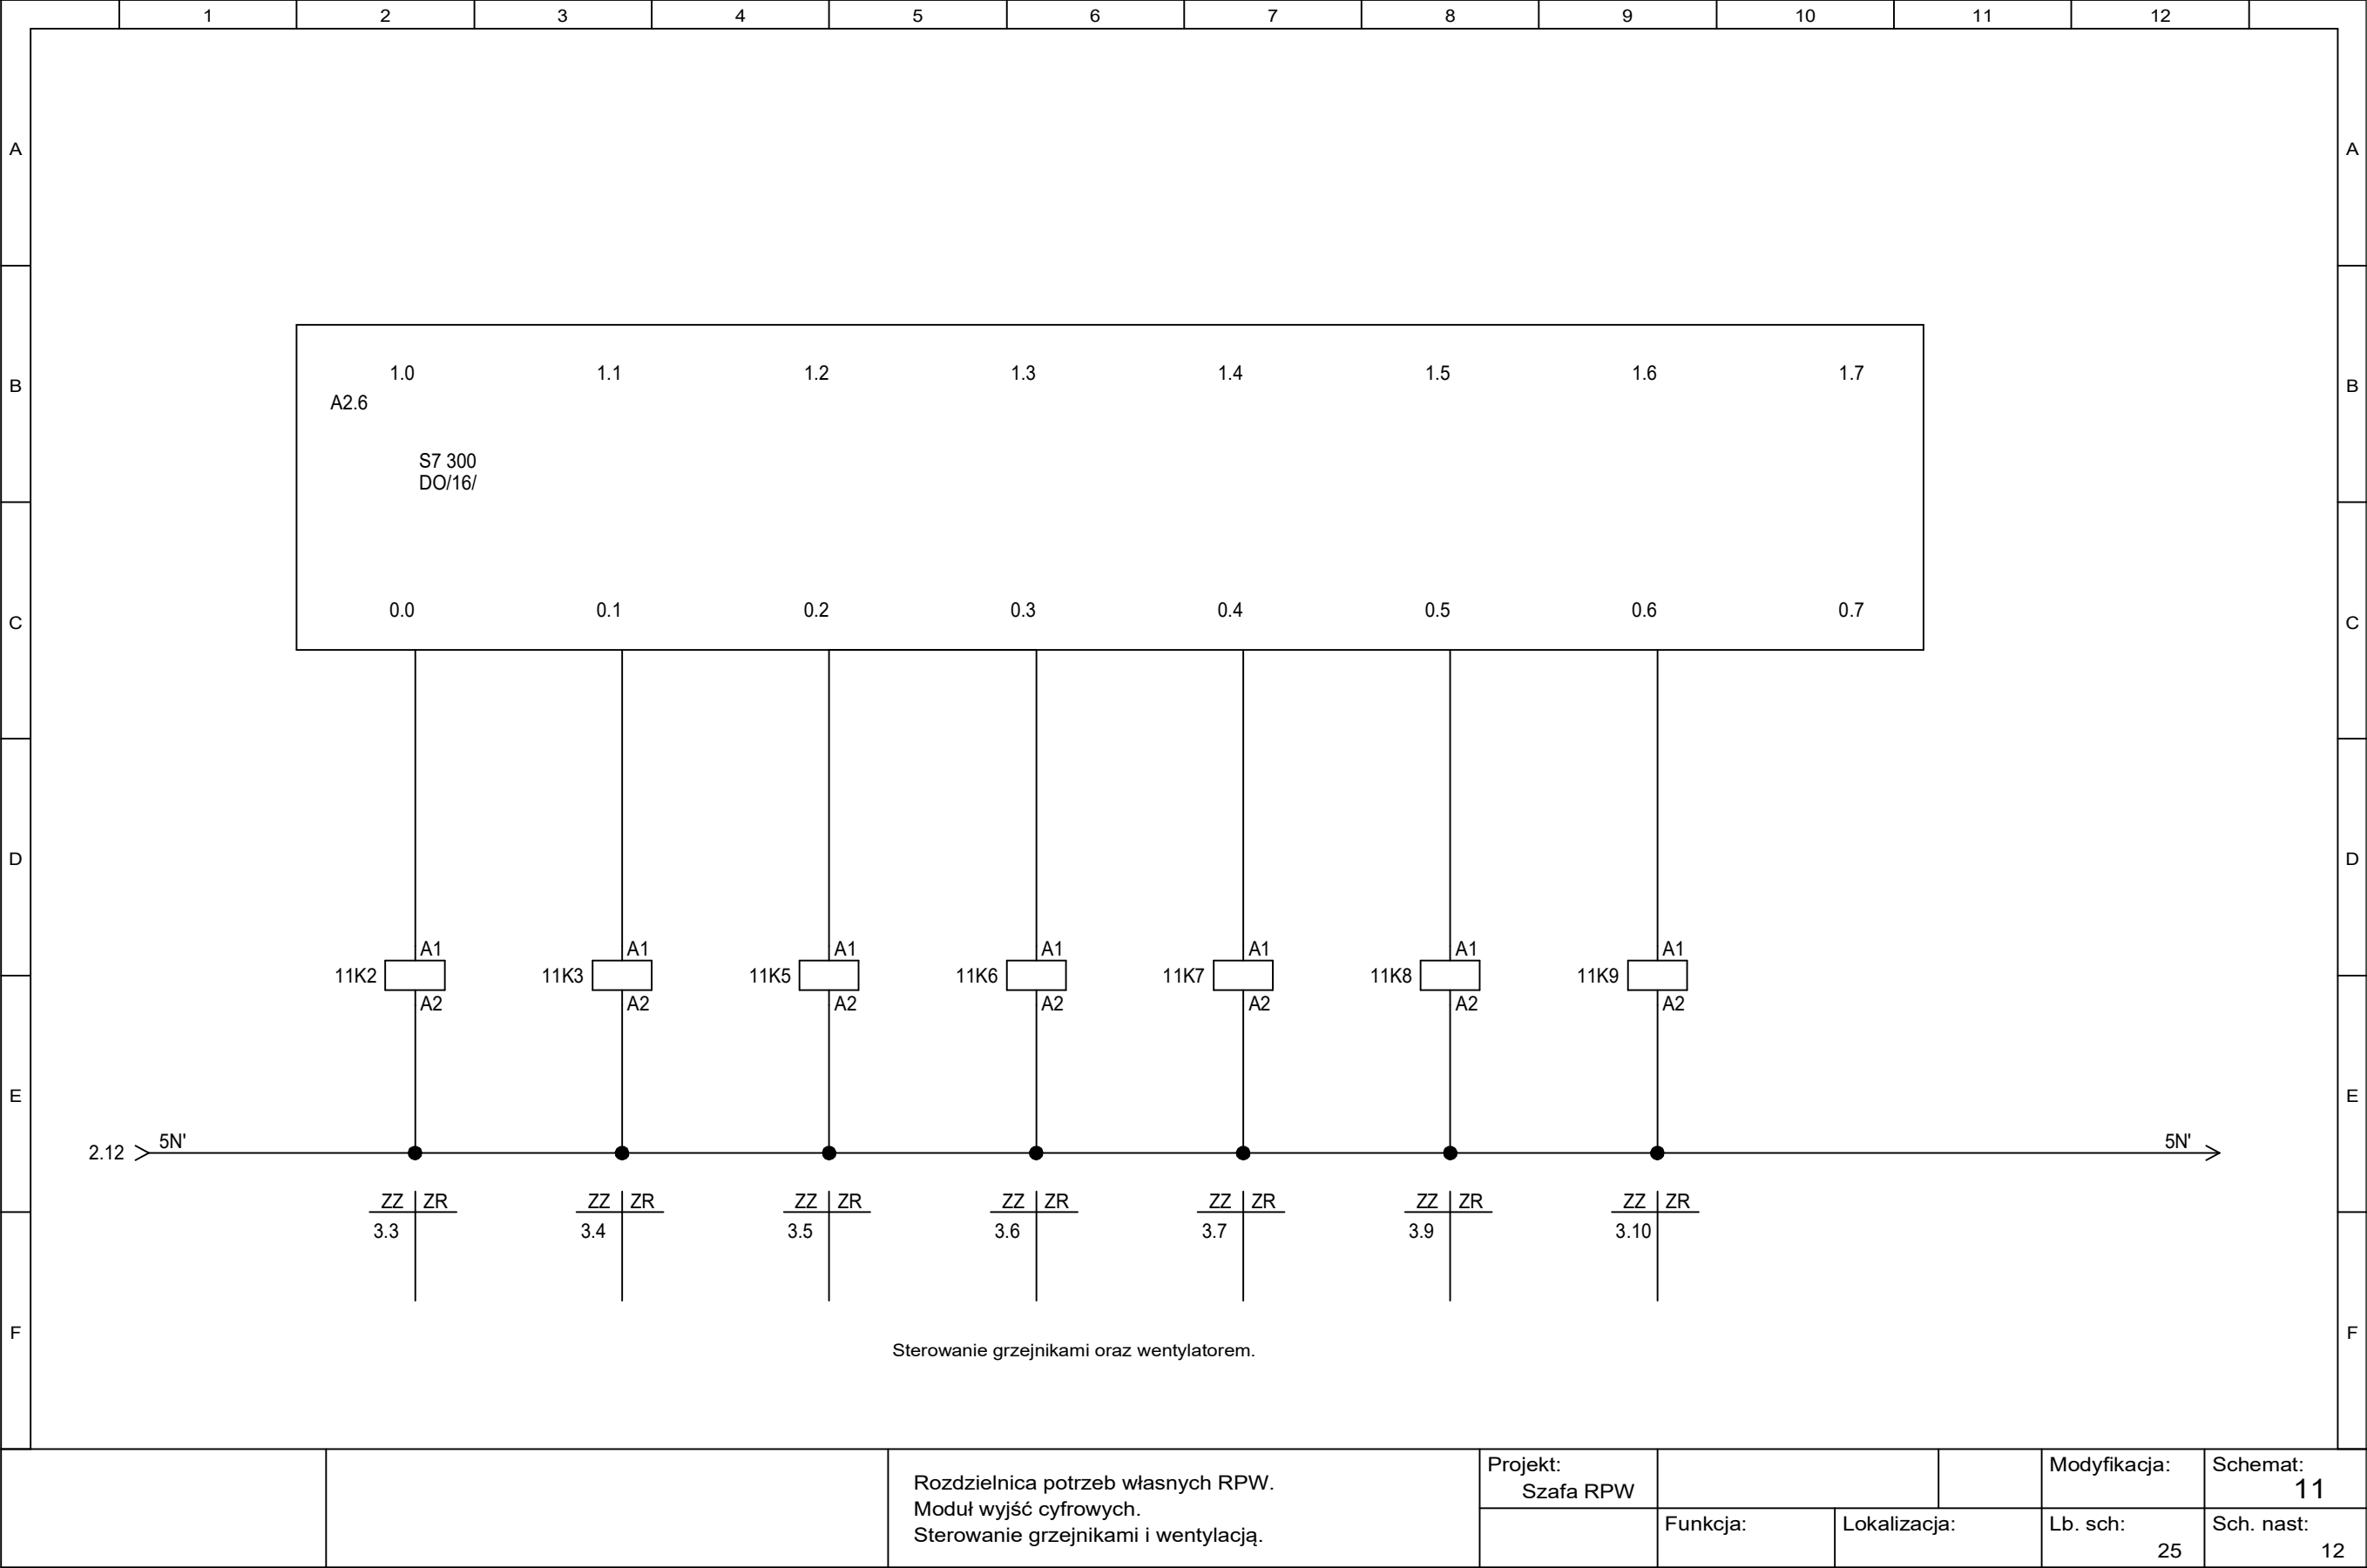 1 2 3 4 5 6 7 8 9 10 11 12
A A
B B
1.0 1.1 1.2 1.3 1.4 1.5 1.6 1.7
A2.6
S7 300
DO/16/
0.0 0.1 0.2 0.3 0.4 0.5 0.6 0.7
C C
D D
A1 A1 A1 A1 A1 A1 A1
11K2 11K3 11K5 11K6 11K7 11K8 11K9
A2 A2 A2 A2 A2 A2 A2
E E
5N' 5N'
2.12
ZZ ZR ZZ ZR ZZ ZR ZZ ZR ZZ ZR ZZ ZR ZZ ZR
3.3 3.4 3.5 3.6 3.7 3.9 3.10
F F
Sterowanie grzejnikami oraz wentylatorem.
Rozdzielnica potrzeb własnych RPW.
Moduł wyjść cyfrowych.
Sterowanie grzejnikami i wentylacją.
Projekt:
Szafa RPW
Modyfikacja:
Schemat:
11
Funkcja:
Lokalizacja:
Lb. sch:
25
Sch. nast:
12